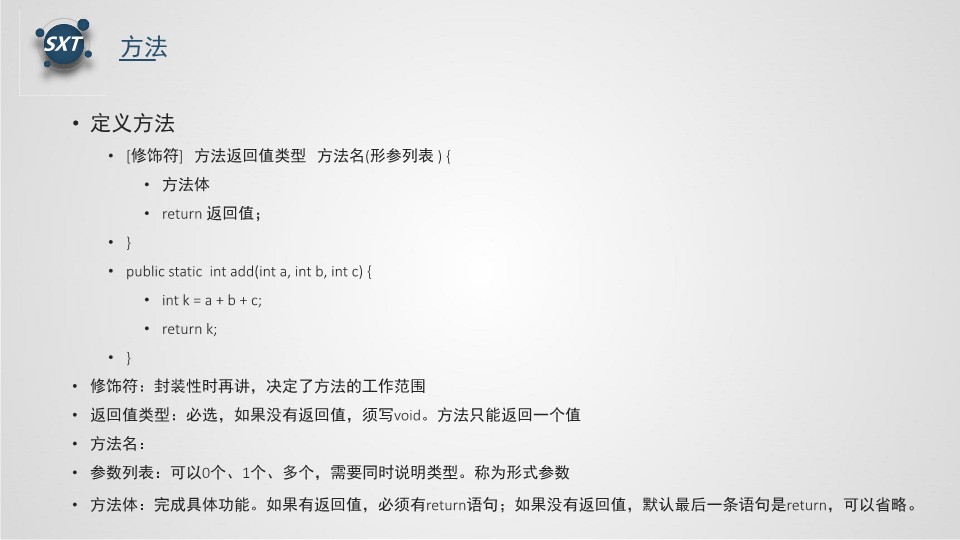 SXT
方法
• 定义方法
• [修饰符] 方法返回值类型 方法名(形参列表 ) {
• 方法体
• return 返回值；
• }
• public static int add(int a, int b, int c) {
• int k = a + b + c;
• return k;
• }
• 修饰符：封装性时再讲，决定了方法的工作范围
• 返回值类型：必选，如果没有返回值，须写void。方法只能返回一个值
• 方法名：
• 参数列表：可以0个、1个、多个，需要同时说明类型。称为形式参数
• 方法体：完成具体功能。如果有返回值，必须有return语句；如果没有返回值，默认最后一条语句是return，可以省略。